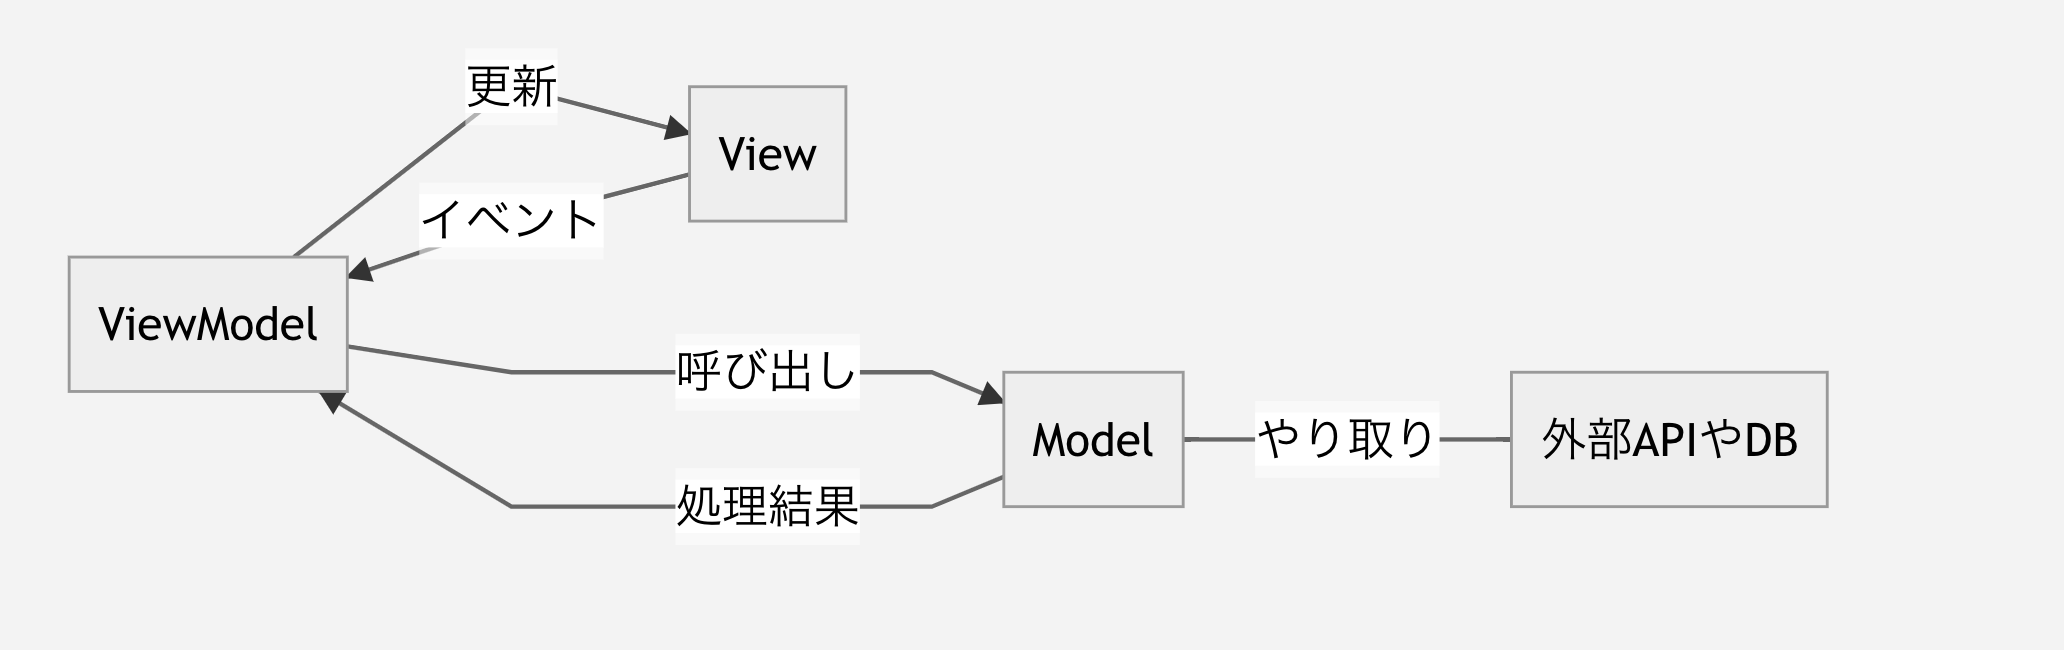 更新
View
イベント
ViewModel
呼び出し
Model
やり取り
外部APIやDB
処理結果